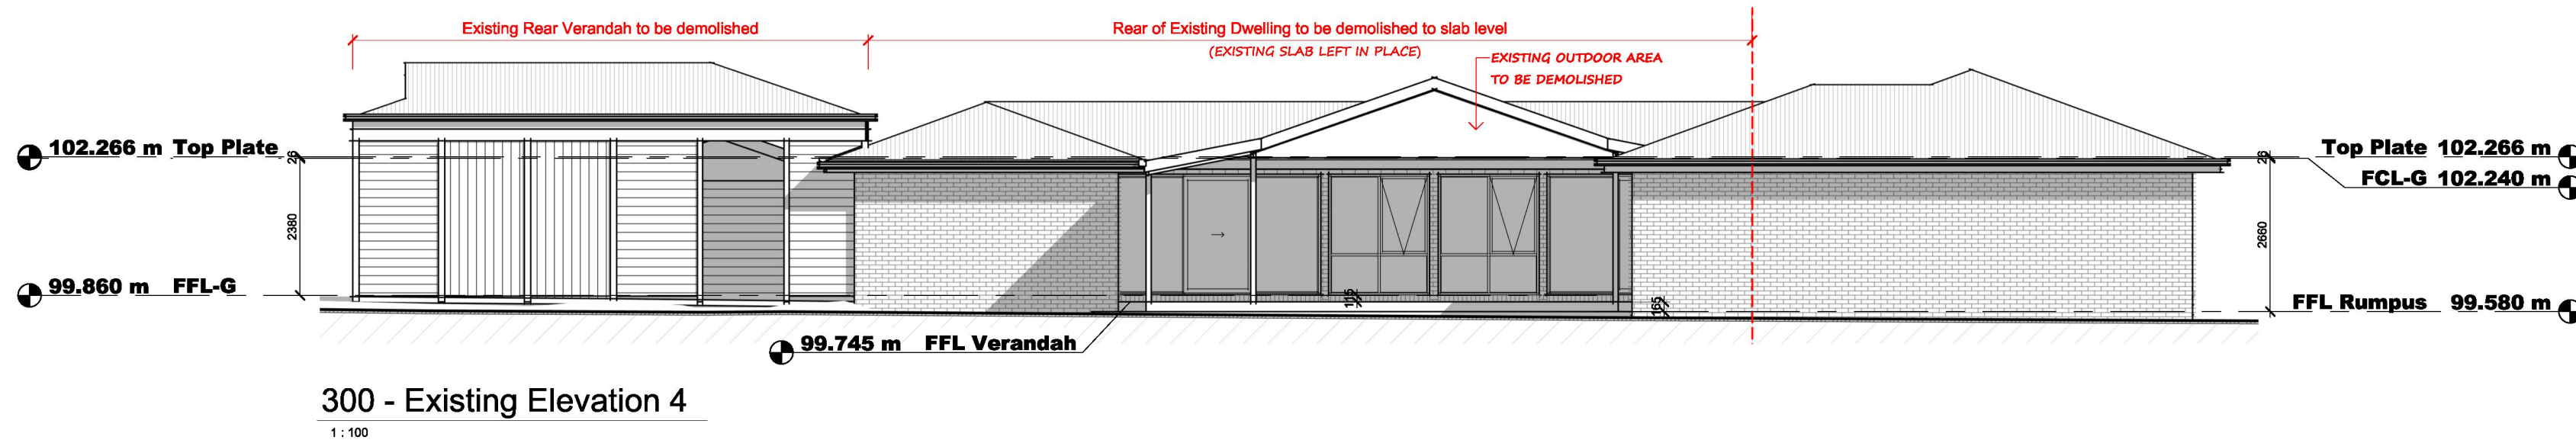 Existing Rear Verandah to be demolished
Rear of Existing Dwelling to be demolished to slab level
(EXISTING SLAB LEFT IN PLACE)
EXISTING OUTDOOR AREA
TO BE DEMOLISHED
102.266 m Top Plate
26
2380
99.860 m FFL-G
99.745 m FFL Verandah
115
165
Top Plate 102.266 m
26
FCL-G 102.240 m
2660
FFL Rumpus 99.580 m
300 - Existing Elevation 4
1 : 100